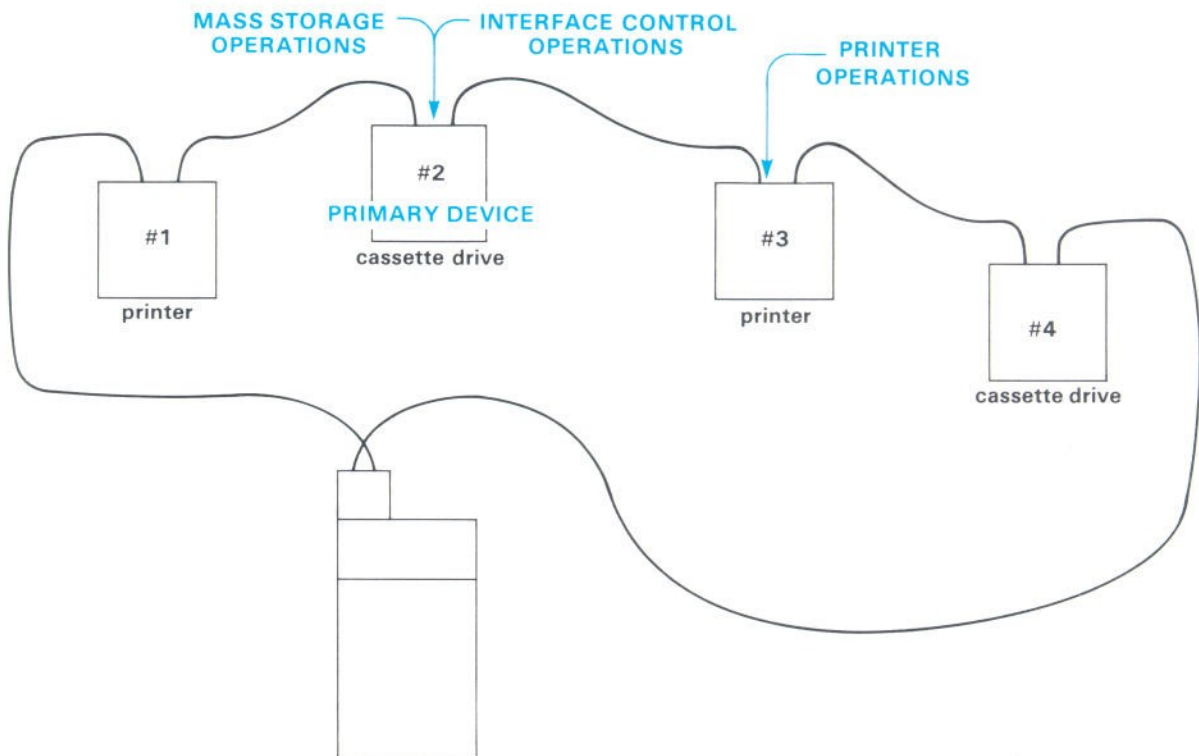 MASS STORAGE
OPERATIONS
INTERFACE CONTROL
OPERATIONS
PRINTER
OPERATIONS
#1
printer
#2
PRIMARY DEVICE
cassette drive
#3
printer
#4
cassette drive